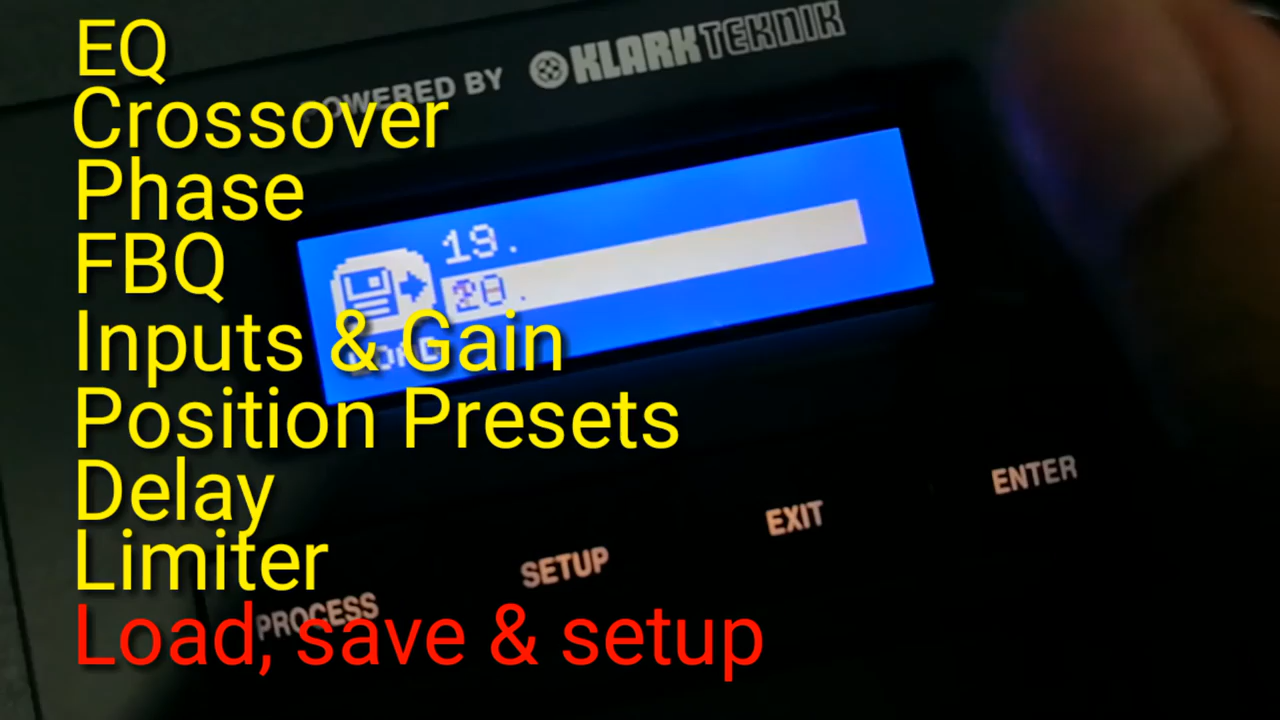 EQ
POWERED BY KLARK TEKNIK
Crossover
Phase
FBQ
19.
20.
LOAD
Inputs & Gain
Position Presets
Delay
Limiter
PROCESS
SETUP
EXIT
ENTER
Load, save & setup